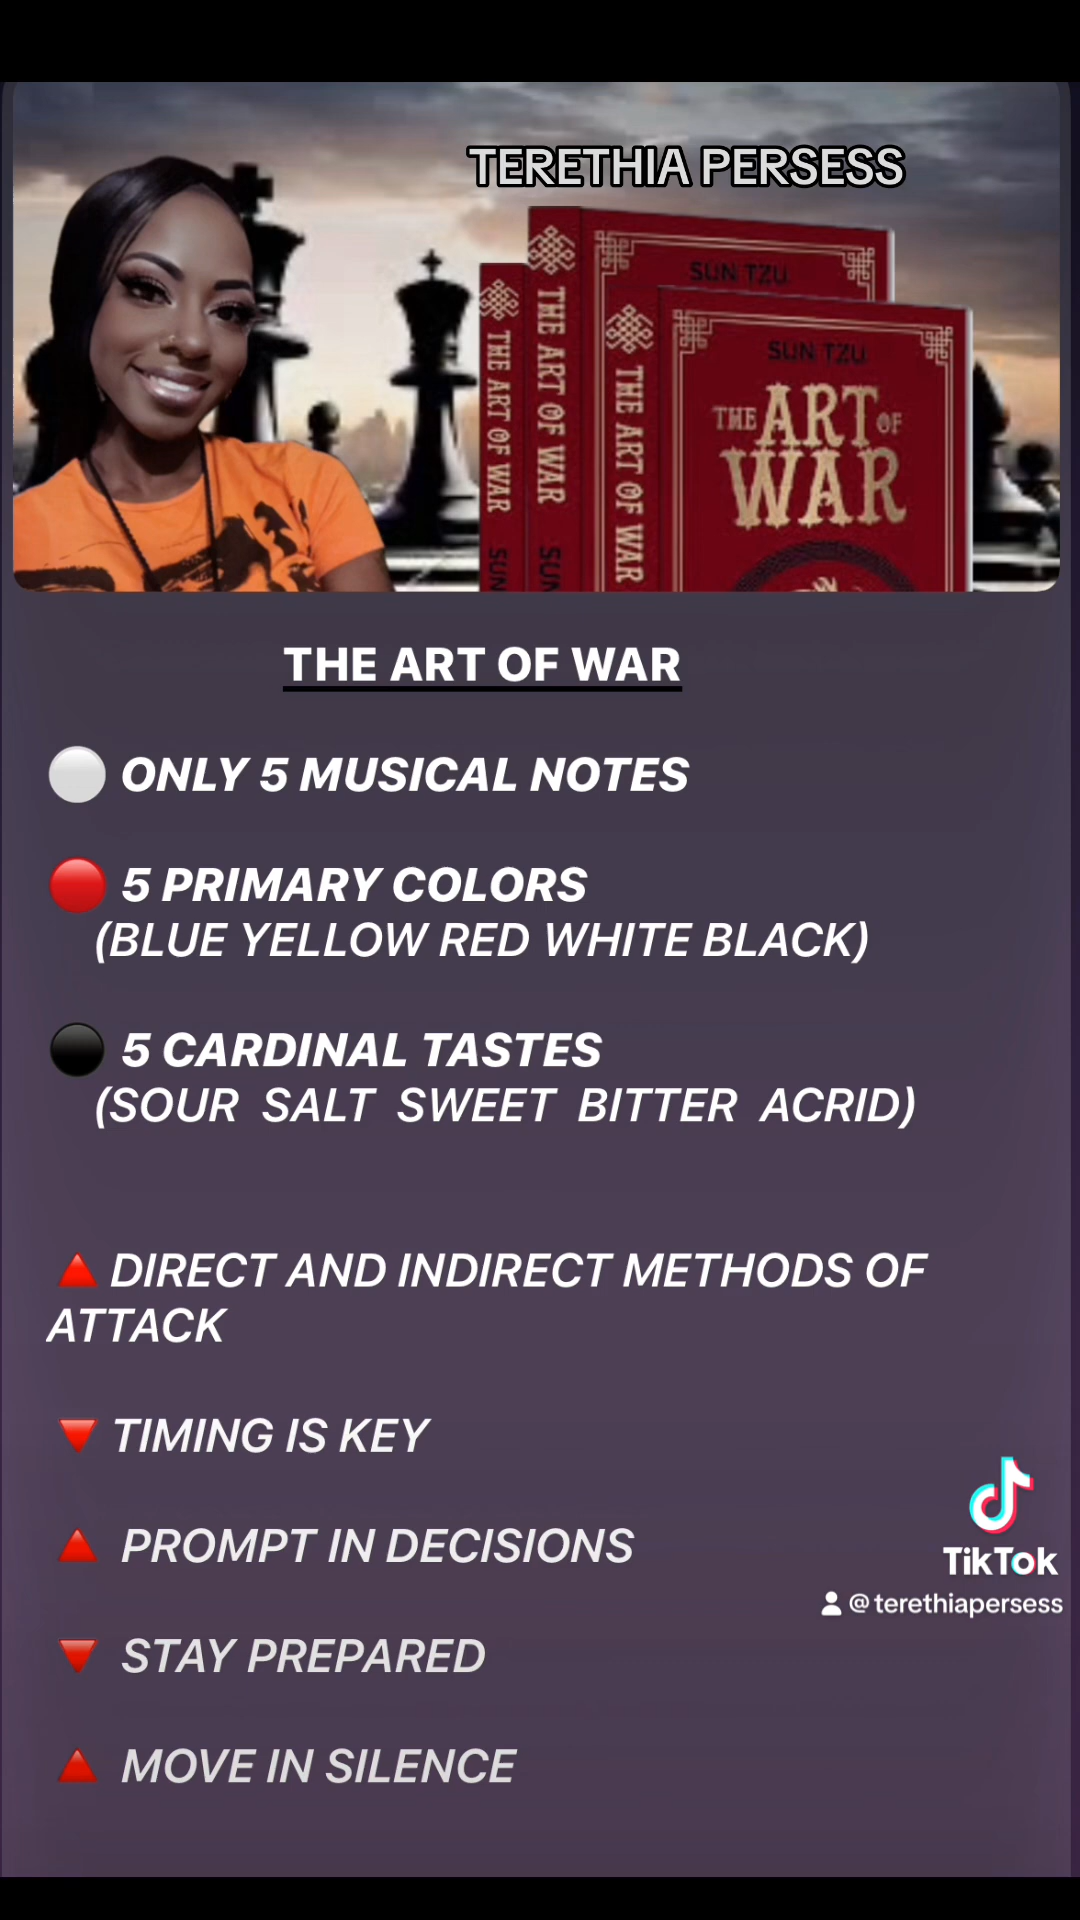 TERETHIA PERSESS
SUN TZU
THE ART OF WAR
THE ART OF WAR
THE ART OF WAR
SUN TZU
THE ART OF
WAR
SUN
SUN
THE ART OF WAR
⚪ ONLY 5 MUSICAL NOTES
🔴 5 PRIMARY COLORS
(BLUE YELLOW RED WHITE BLACK)
⚫ 5 CARDINAL TASTES
(SOUR SALT SWEET BITTER ACRID)
🔺DIRECT AND INDIRECT METHODS OF
ATTACK
🔻TIMING IS KEY
🔺 PROMPT IN DECISIONS
TikTok
@terethiapersess
🔻 STAY PREPARED
🔺 MOVE IN SILENCE